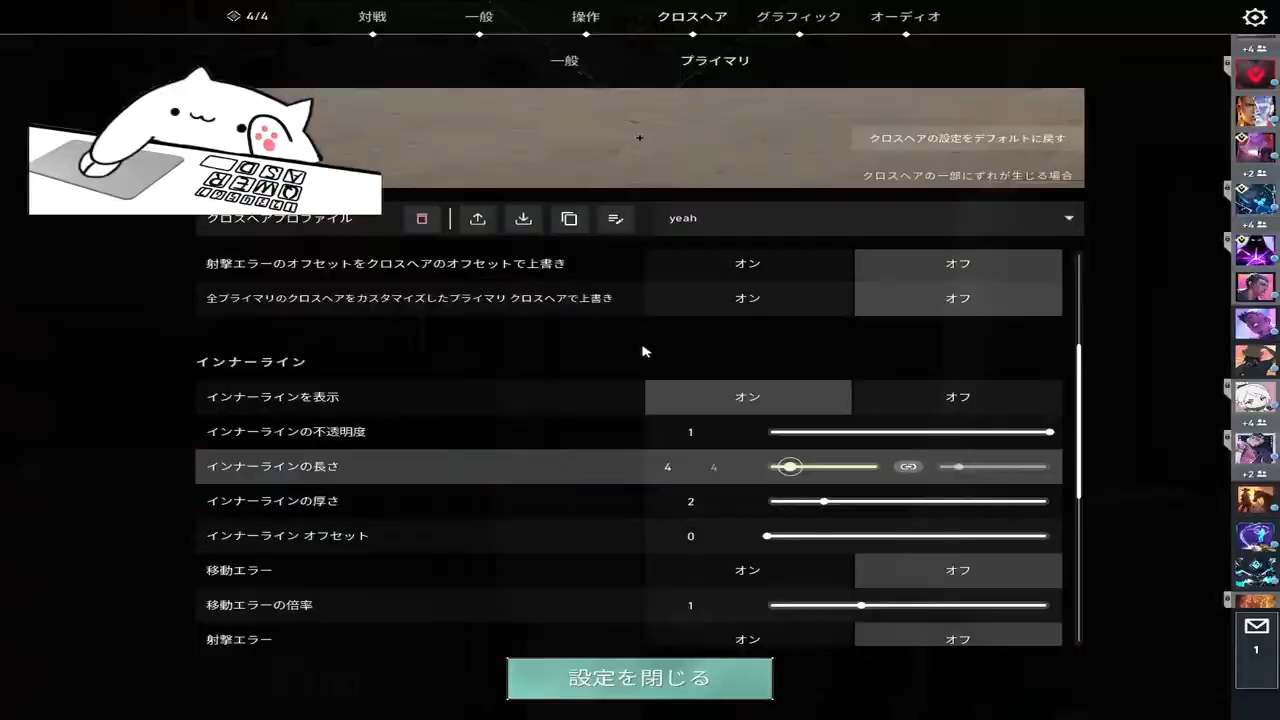 4/4
対戦
一般
操作
クロスヘア
グラフィック
オーディオ
一般
プライマリ
クロスヘアの設定をデフォルトに戻す
クロスヘアの一部にずれが生じる場合
クロスヘアプロファイル
yeah
射撃エラーのオフセットをクロスヘアのオフセットで上書き オン オフ
全プライマリのクロスヘアをカスタマイズしたプライマリ クロスヘアで上書き オン オフ
インナーライン
インナーラインを表示 オン オフ
インナーラインの不透明度 1
インナーラインの長さ 4 4
インナーラインの厚さ 2
インナーライン オフセット 0
移動エラー オン オフ
移動エラーの倍率 1
射撃エラー オン オフ
設定を閉じる
+4
+2
+4
+4
+2
1